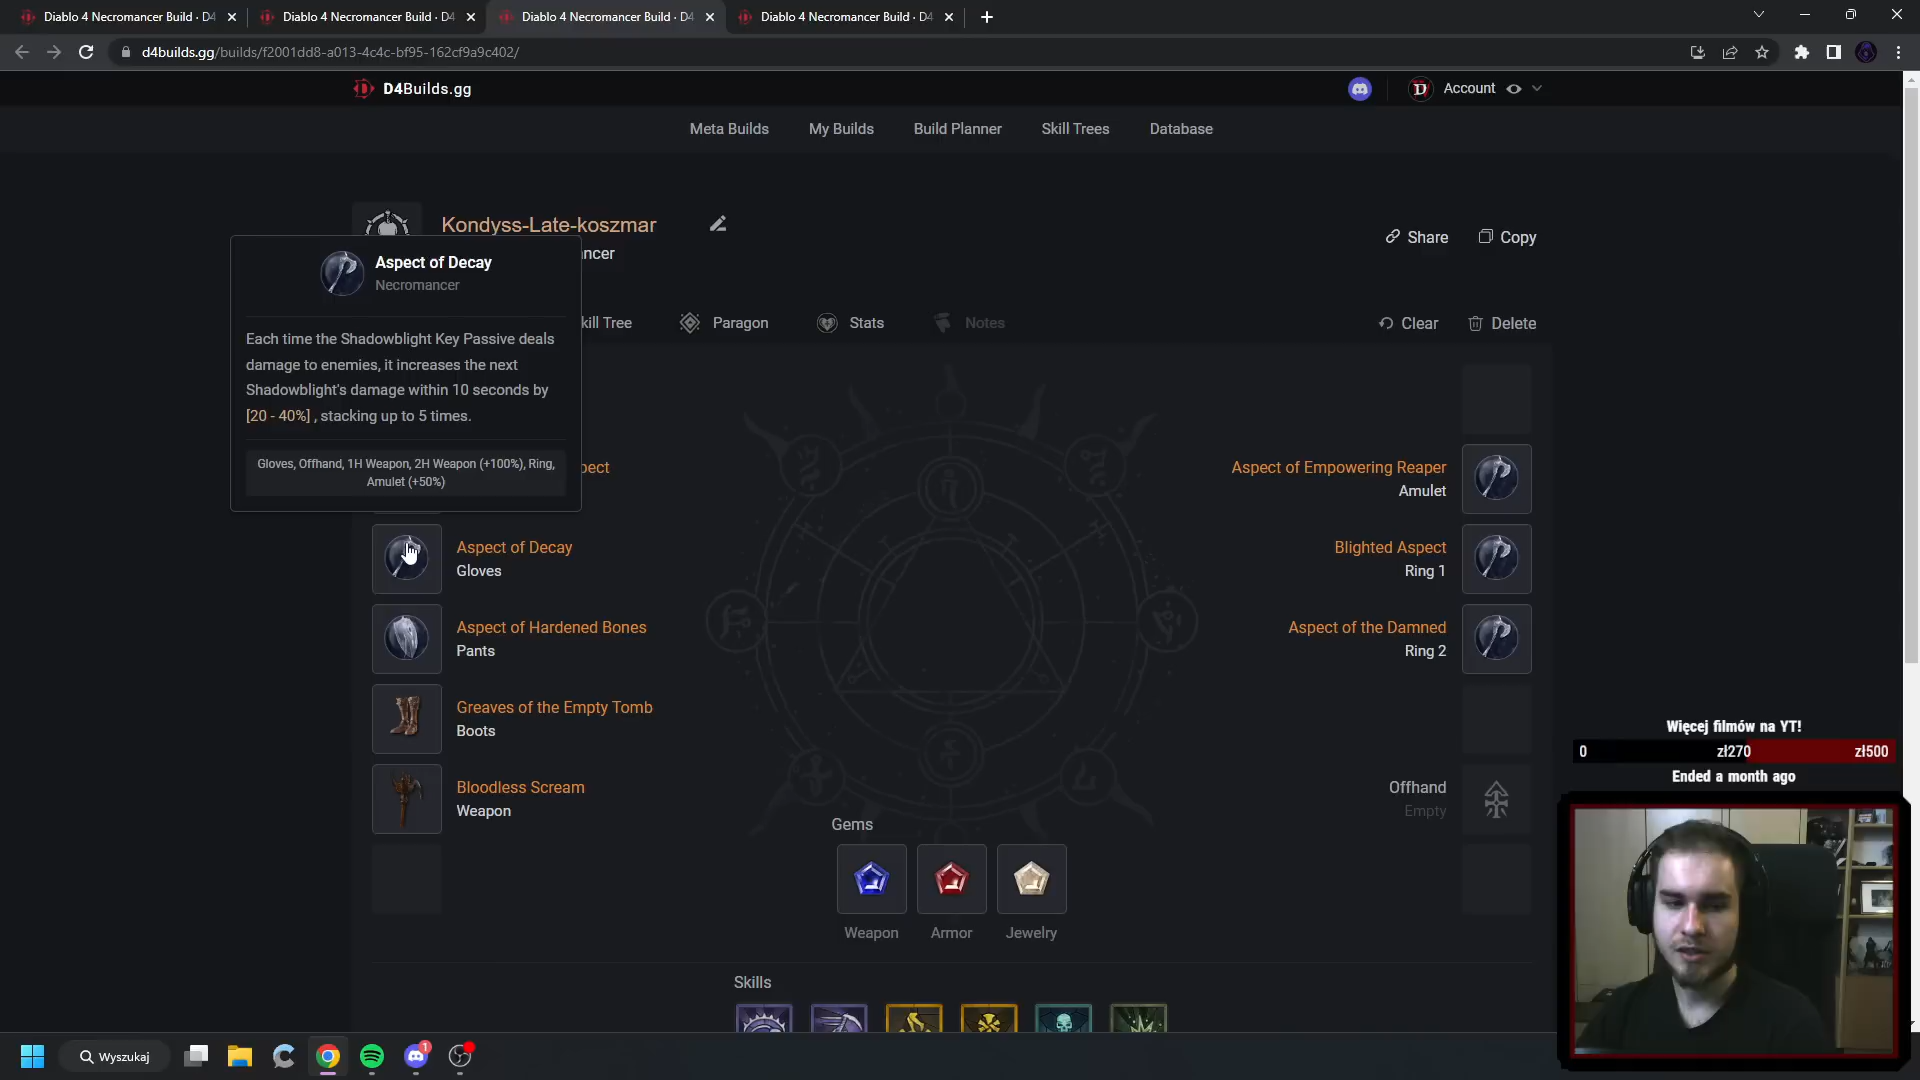 Diablo 4 Necromancer Build · D4
Diablo 4 Necromancer Build · D4
Diablo 4 Necromancer Build · D4
Diablo 4 Necromancer Build · D4
d4builds.gg/builds/f2001dd8-a013-4c4c-bf95-162cf9a9c402/
D4Builds.gg
Account
Meta Builds
My Builds
Build Planner
Skill Trees
Database
Kondyss-Late-koszmar
ncer
Share
Copy
Aspect of Decay
Necromancer
Each time the Shadowblight Key Passive deals
damage to enemies, it increases the next
Shadowblight's damage within 10 seconds by
[20 - 40%] , stacking up to 5 times.
Gloves, Offhand, 1H Weapon, 2H Weapon (+100%), Ring,
Amulet (+50%)
kill Tree
Paragon
Stats
Notes
Clear
Delete
pect
Aspect of Decay
Gloves
Aspect of Hardened Bones
Pants
Greaves of the Empty Tomb
Boots
Bloodless Scream
Weapon
Aspect of Empowering Reaper
Amulet
Blighted Aspect
Ring 1
Aspect of the Damned
Ring 2
Offhand
Empty
Gems
Weapon
Armor
Jewelry
Skills
Więcej filmów na YT!
0
zł270
zł500
Ended a month ago
Wyszukaj
1